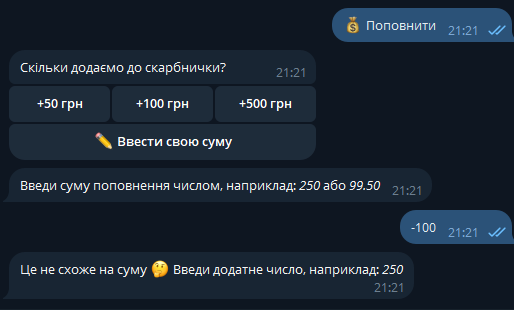 💰 Поповнити 21:21
Скільки додаємо до скарбнички? 21:21
+50 грн +100 грн +500 грн
✏️ Ввести свою суму
Введи суму поповнення числом, наприклад: 250 або 99.50 21:21
-100 21:21
Це не схоже на суму 🤔 Введи додатне число, наприклад: 250
21:21